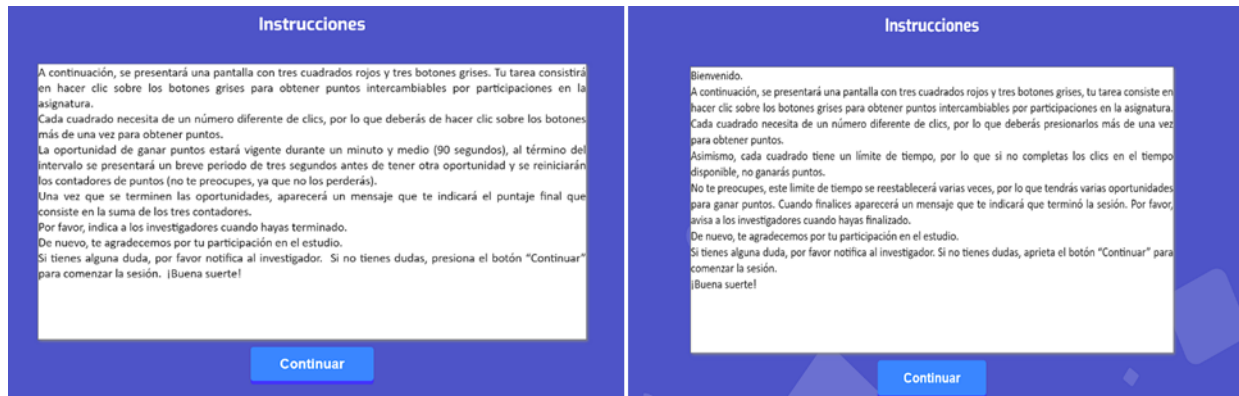 Instrucciones
A continuación, se presentará una pantalla con tres cuadrados rojos y tres botones grises. Tu tarea consistirá
en hacer clic sobre los botones grises para obtener puntos intercambiables por participaciones en la
asignatura.
Cada cuadrado necesita de un número diferente de clics, por lo que deberás de hacer clic sobre los botones
más de una vez para obtener puntos.
La oportunidad de ganar puntos estará vigente durante un minuto y medio (90 segundos), al término del
intervalo se presentará un breve periodo de tres segundos antes de tener otra oportunidad y se reiniciarán
los contadores de puntos (no te preocupes, ya que no los perderás).
Una vez que se terminen las oportunidades, aparecerá un mensaje que te indicará el puntaje final que
consiste en la suma de los tres contadores.
Por favor, indica a los investigadores cuando hayas terminado.
De nuevo, te agradecemos por tu participación en el estudio.
Si tienes alguna duda, por favor notifica al investigador. Si no tienes dudas, presiona el botón “Continuar”
para comenzar la sesión. ¡Buena suerte!
Continuar
Instrucciones
Bienvenido.
A continuación, se presentará una pantalla con tres cuadrados rojos y tres botones grises, tu tarea consiste en
hacer clic sobre los botones grises para obtener puntos intercambiables por participaciones en la asignatura.
Cada cuadrado necesita de un número diferente de clics, por lo que deberás presionarlos más de una vez
para obtener puntos.
Asimismo, cada cuadrado tiene un límite de tiempo, por lo que si no completas los clics en el tiempo
disponible, no ganarás puntos.
No te preocupes, este limite de tiempo se reestablecerá varias veces, por lo que tendrás varias oportunidades
para ganar puntos. Cuando finalices aparecerá un mensaje que te indicará que terminó la sesión. Por favor,
avisa a los investigadores cuando hayas finalizado.
De nuevo, te agradecemos por tu participación en el estudio.
Si tienes alguna duda, por favor notifica al investigador. Si no tienes dudas, aprieta el botón “Continuar” para
comenzar la sesión.
¡Buena suerte!
Continuar